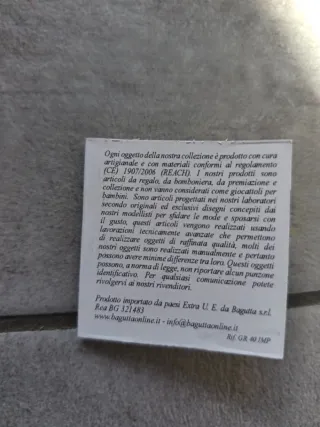 Ogni oggetto della nostra collezione è prodotto con cura
artigianale e con materiali conformi al regolamento
(CE) 1907/2006 (REACH). I nostri prodotti sono
articoli da regalo, da bomboniera, da premiazione e
collezione e non vanno considerati come giocattoli per
bambini. Sono articoli progettati nei nostri laboratori
secondo originali ed esclusivi disegni concepiti dai
nostri modellisti per sfidare le mode e sposarsi con
il gusto, questi articoli vengono realizzati usando
lavorazioni tecnicamente avanzate che permettono
di realizzare oggetti di raffinata qualità, molti dei
nostri oggetti sono realizzati manualmente e pertanto
possono avere minime differenze tra loro. Questi oggetti
possono, a norma di legge, non riportare alcun punzone
identificativo. Per qualsiasi comunicazione potete
rivolgervi ai nostri rivenditori.
Prodotto importato da paesi Extra U. E. da Bagutta s.r.l.
Rea BG 321483
www.baguttaonline.it - info@baguttaonline.it
Rif. GR 40 IMP